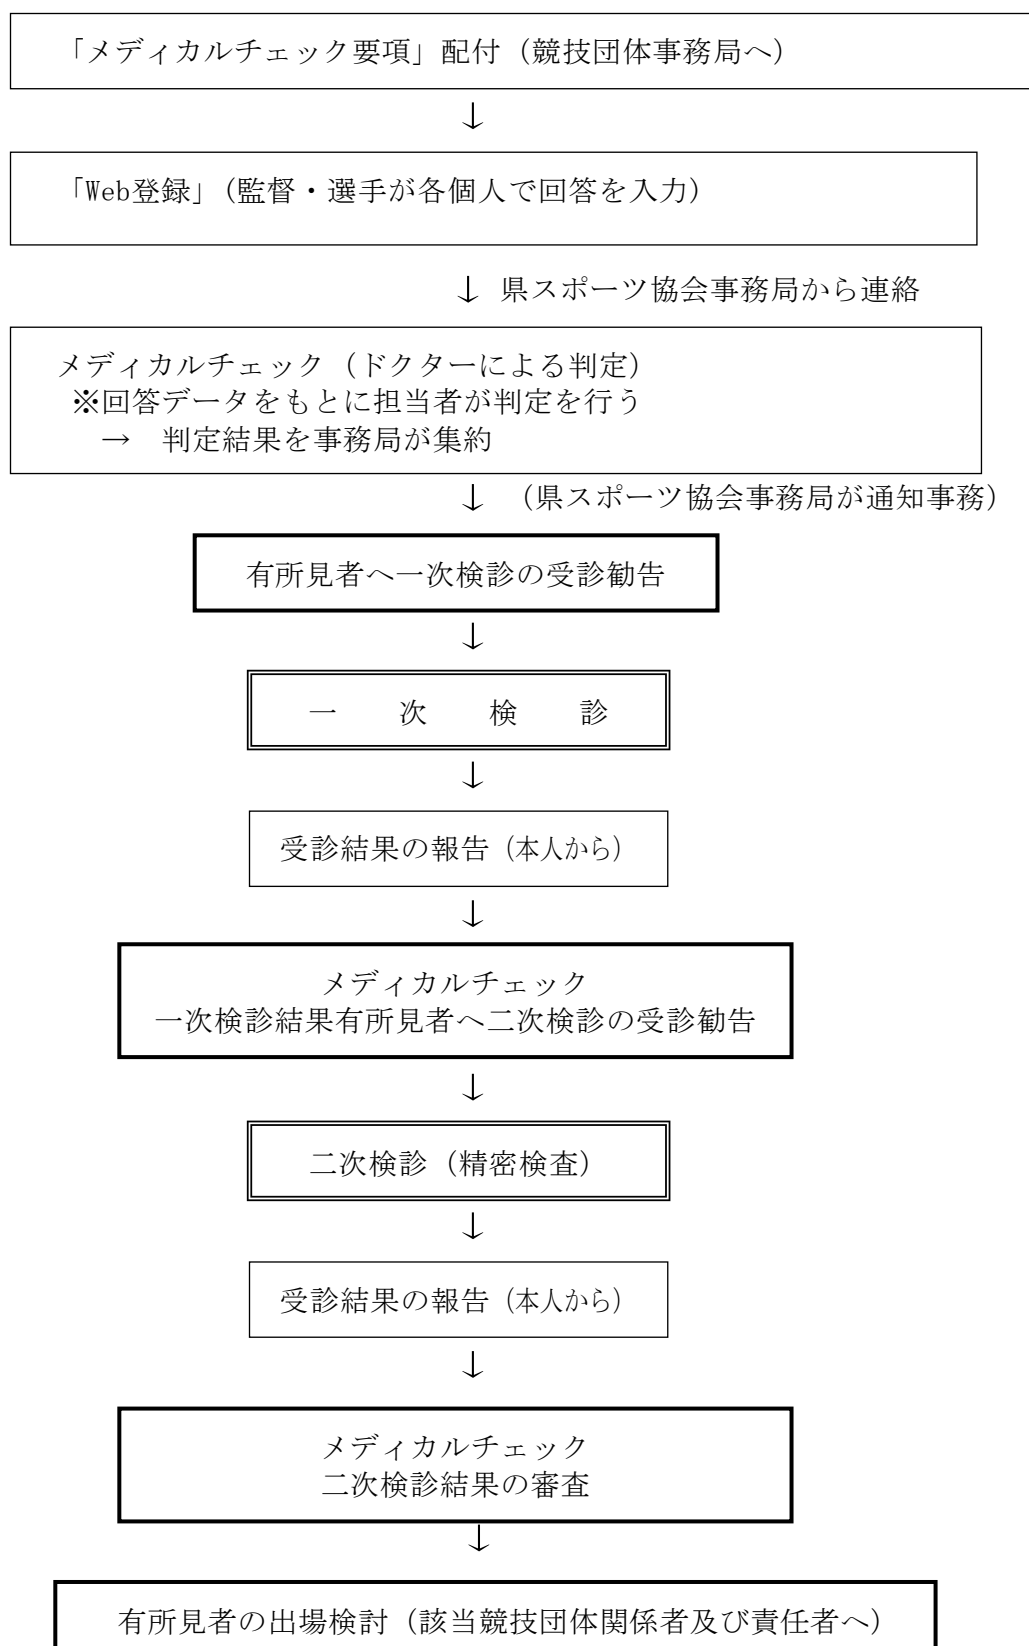 「メディカルチェック要項」配付（競技団体事務局へ）
↓
「Web登録」（監督・選手が各個人で回答を入力）
↓ 県スポーツ協会事務局から連絡
メディカルチェック（ドクターによる判定）
※回答データをもとに担当者が判定を行う
→　判定結果を事務局が集約
↓ （県スポーツ協会事務局が通知事務）
有所見者へ一次検診の受診勧告
↓
一　次　検　診
↓
受診結果の報告（本人から）
↓
メディカルチェック
一次検診結果有所見者へ二次検診の受診勧告
↓
二次検診（精密検査）
↓
受診結果の報告（本人から）
↓
メディカルチェック
二次検診結果の審査
↓
有所見者の出場検討（該当競技団体関係者及び責任者へ）